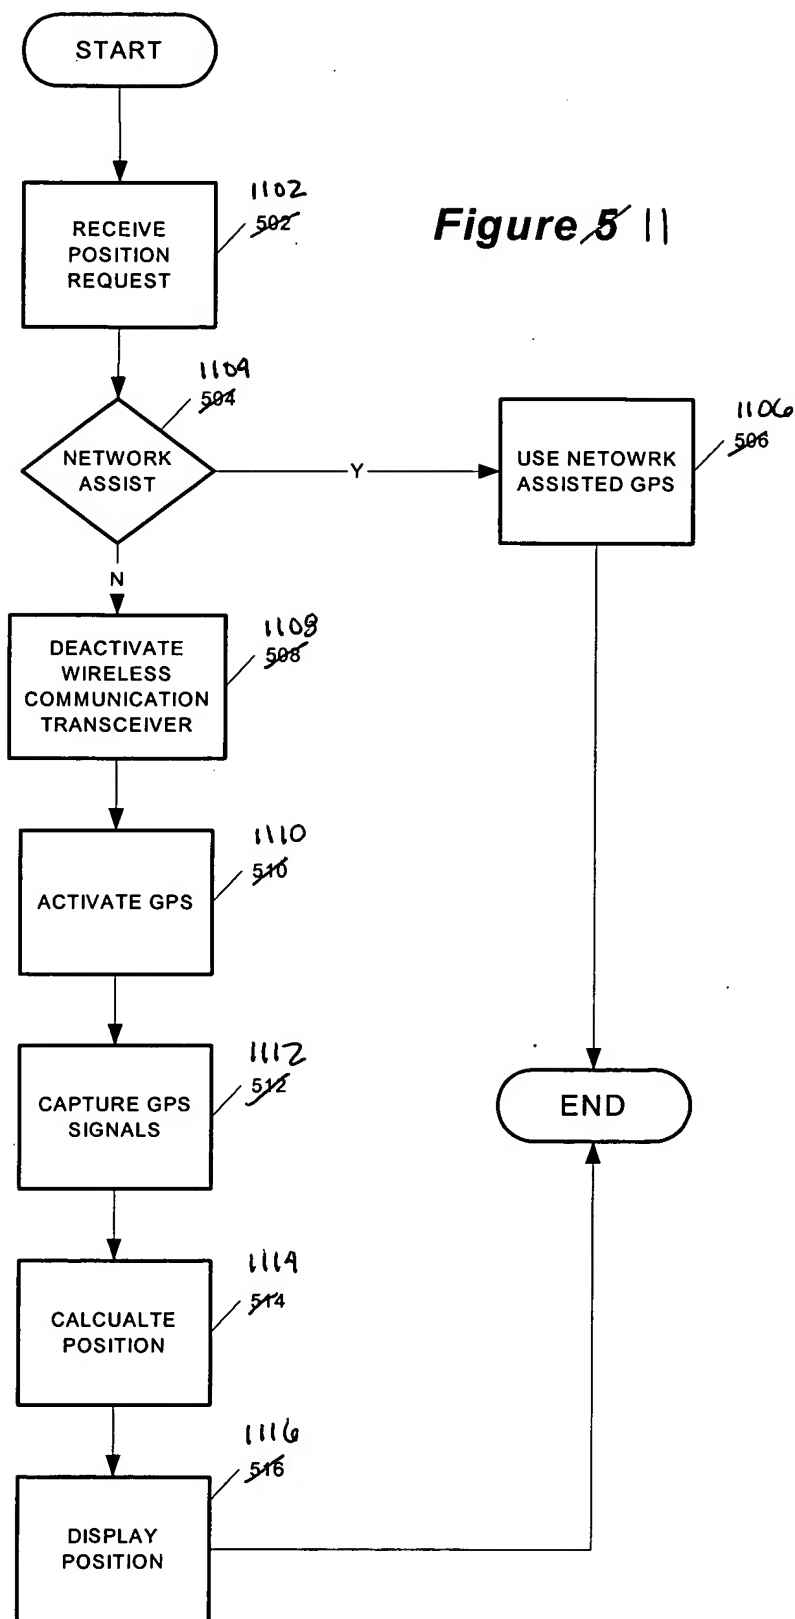 START
1102
502
RECEIVE
POSITION
REQUEST
Figure 5 11
1104
504
NETWORK
ASSIST
Y
1106
506
USE NETOWRK
ASSISTED GPS
N
1108
508
DEACTIVATE
WIRELESS
COMMUNICATION
TRANSCEIVER
1110
510
ACTIVATE GPS
1112
512
CAPTURE GPS
SIGNALS
END
1114
514
CALCUALTE
POSITION
1116
516
DISPLAY
POSITION